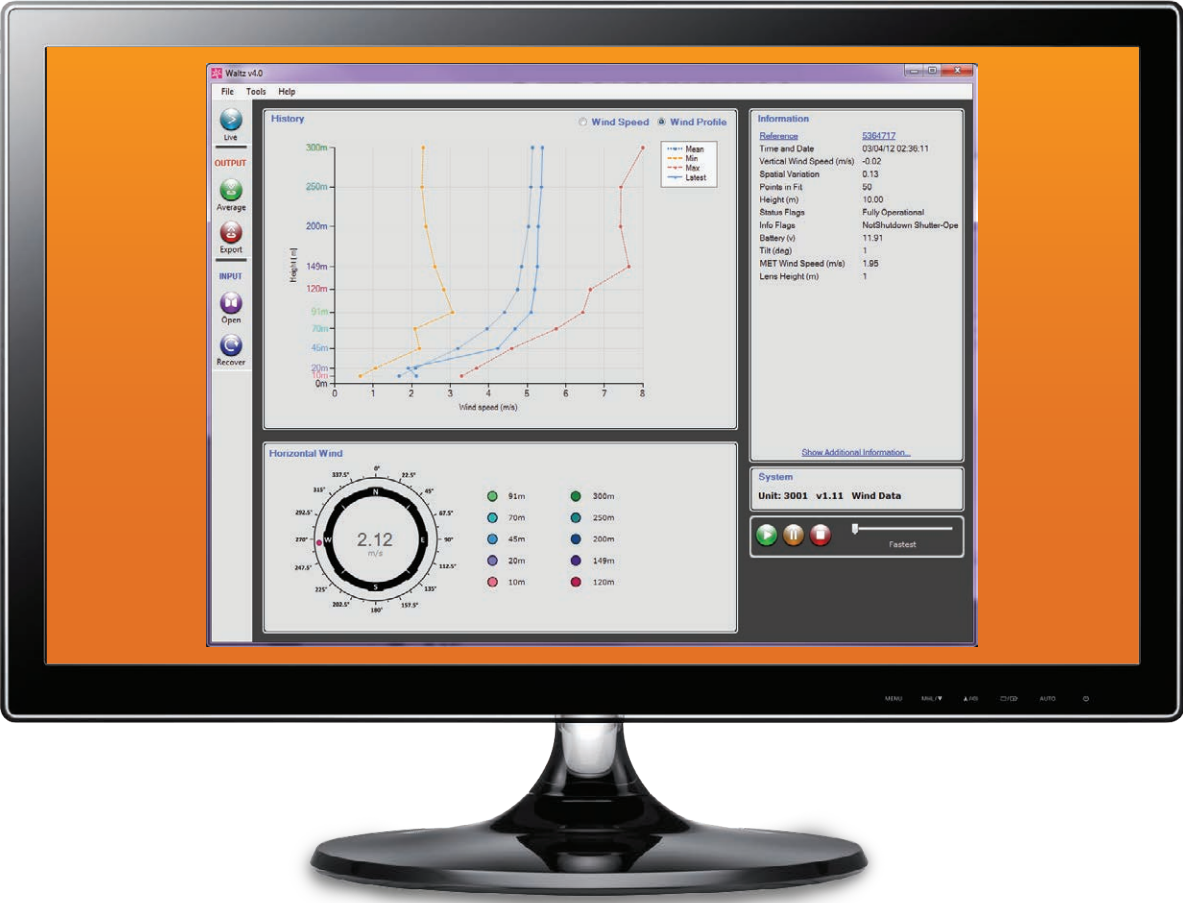 Waltz v4.0
File Tools Help
Live
OUTPUT
Average
Export
INPUT
Open
Recover
History
Wind Speed Wind Profile
Mean
Min
Max
Latest
Height [m]
300m
250m
200m
149m
120m
91m
70m
45m
20m
10m
0m
0 1 2 3 4 5 6 7 8
Wind speed (m/s)
Information
Reference 5364717
Time and Date 03/04/12 02:36:11
Vertical Wind Speed (m/s) -0.02
Spatial Variation 0.13
Points in Fit 50
Height (m) 10.00
Status Flags Fully Operational
Info Flags NotShutdown Shutter-Ope
Battery (v) 11.91
Tilt (deg) 1
MET Wind Speed (m/s) 1.95
Lens Height (m) 1
Show Additional Information...
Horizontal Wind
0°
22.5°
45°
67.5°
90°
112.5°
135°
157.5°
180°
202.5°
225°
247.5°
270°
292.5°
315°
337.5°
N
E
S
W
2.12
m/s
91m 300m
70m 250m
45m 200m
20m 149m
10m 120m
System
Unit: 3001 v1.11 Wind Data
Fastest
MENU
AUTO